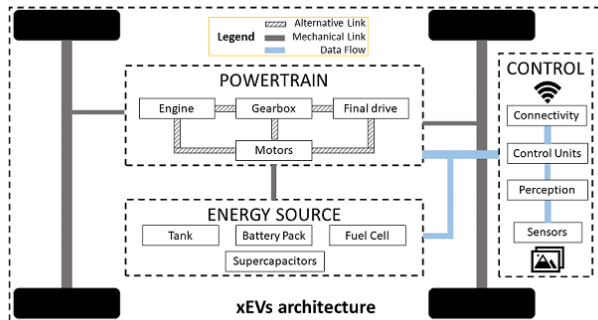 Legend
Alternative Link
Mechanical Link
Data Flow
POWERTRAIN
Engine
Gearbox
Final drive
Motors
ENERGY SOURCE
Tank
Battery Pack
Fuel Cell
Supercapacitors
CONTROL
Connectivity
Control Units
Perception
Sensors
xEVs architecture